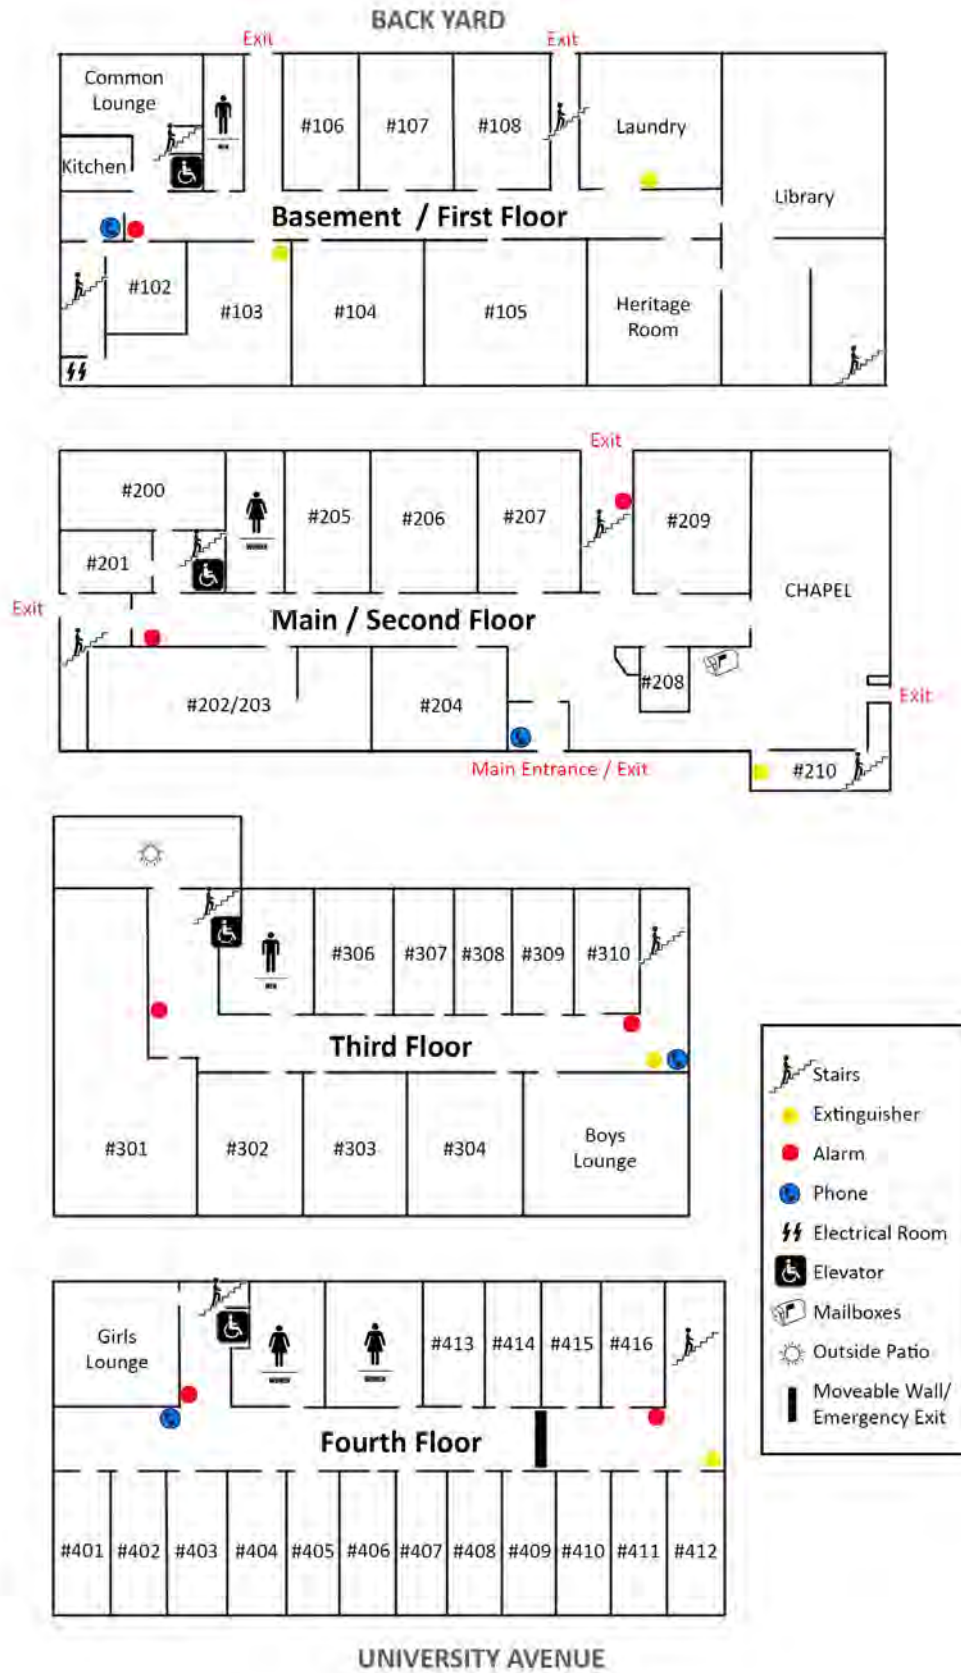 BACK YARD
Exit
Exit
Common
Lounge
#106
#107
#108
Laundry
Kitchen
Library
Basement / First Floor
#102
#103
#104
#105
Heritage
Room
Exit
#200
#205
#206
#207
#209
#201
CHAPEL
Exit
Main / Second Floor
#202/203
#204
#208
Exit
Main Entrance / Exit
#210
#306
#307
#308
#309
#310
Third Floor
#301
#302
#303
#304
Boys
Lounge
Stairs
Extinguisher
Alarm
Phone
Electrical Room
Elevator
Mailboxes
Outside Patio
Moveable Wall/
Emergency Exit
Girls
Lounge
#413
#414
#415
#416
Fourth Floor
#401
#402
#403
#404
#405
#406
#407
#408
#409
#410
#411
#412
UNIVERSITY AVENUE